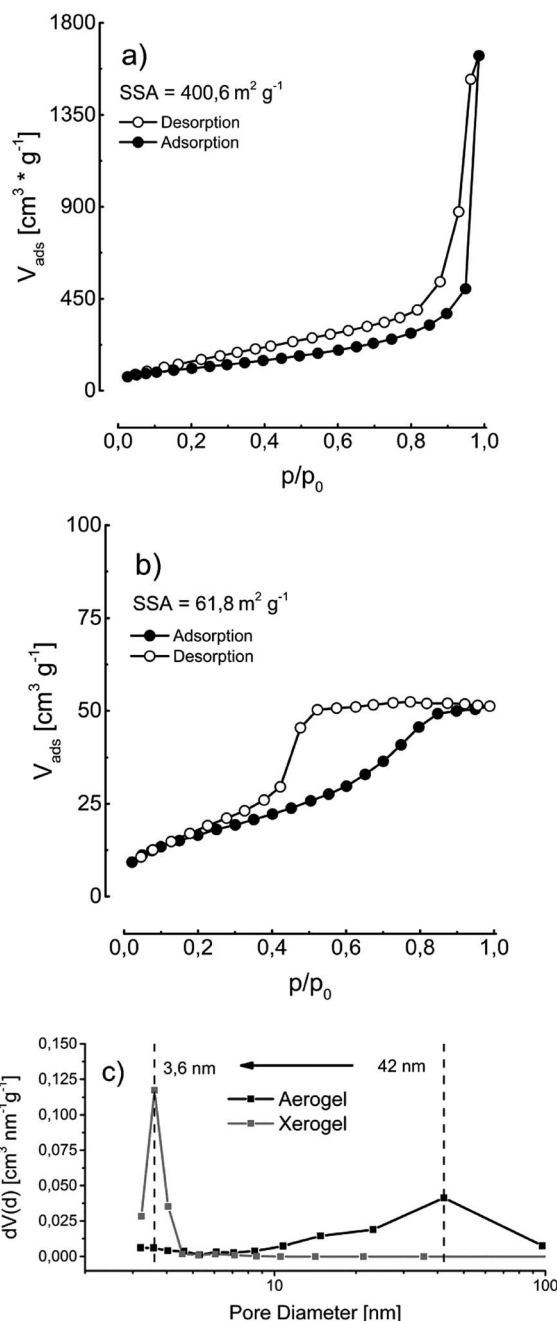 a)
SSA = 400,6 m² g⁻¹
Desorption
Adsorption
1800
1350
900
450
0
V_ads [cm³ * g⁻¹]
0,0 0,2 0,4 0,6 0,8 1,0
p/p₀
b)
SSA = 61,8 m² g⁻¹
Adsorption
Desorption
100
75
50
25
0
V_ads [cm³ g⁻¹]
0,0 0,2 0,4 0,6 0,8 1,0
p/p₀
c)
3,6 nm 42 nm
Aerogel
Xerogel
0,150
0,125
0,100
0,075
0,050
0,025
0,000
dV(d) [cm³ nm⁻¹g⁻¹]
10 100
Pore Diameter [nm]